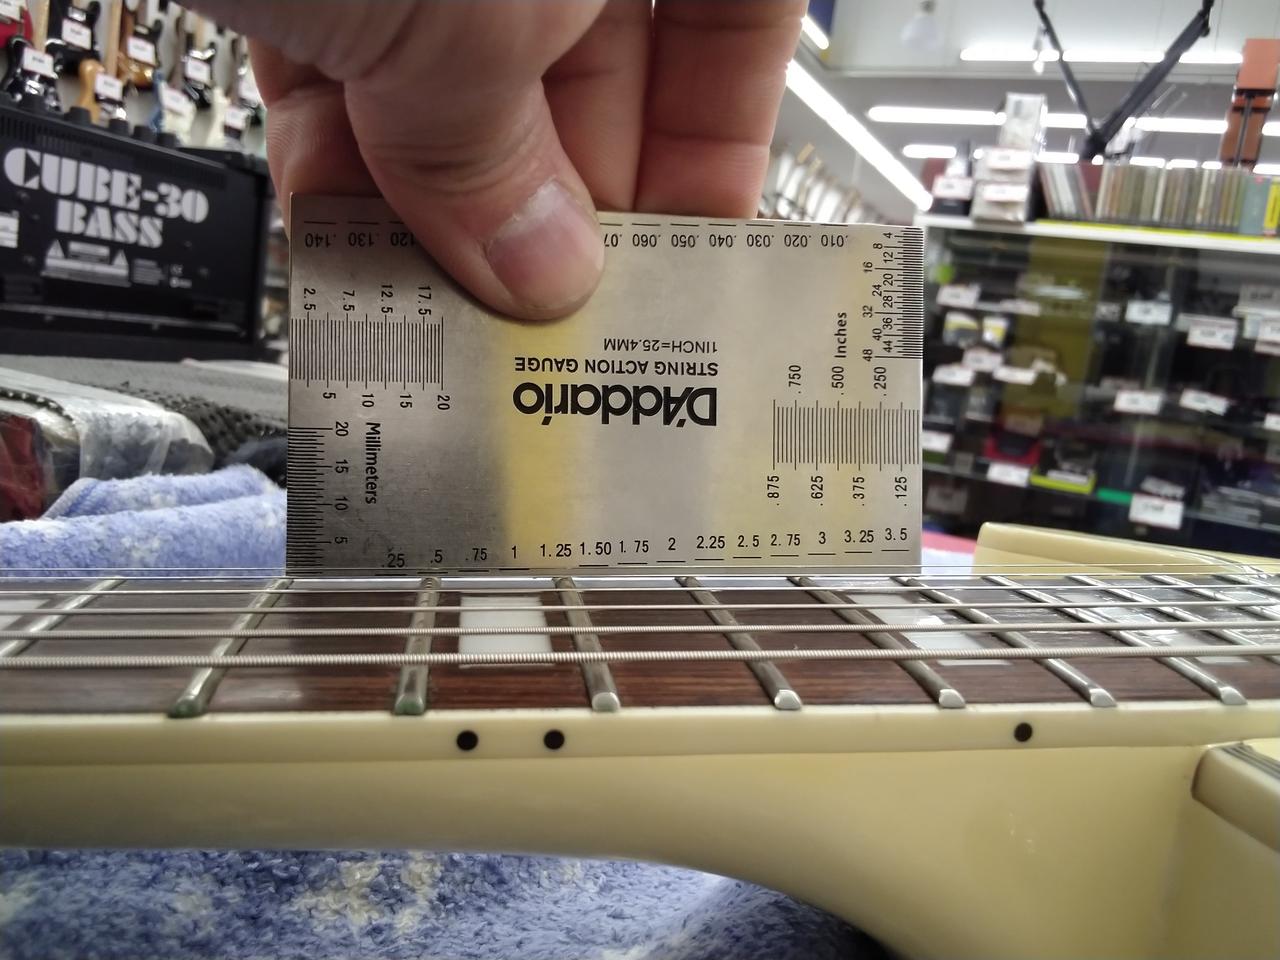 CUBE-30
BASS
.140 .130 120 .07 .060 .050 .040 .030 .020 .010
4 8 12 16 20 24 28 32 36 40 44 48
2.5 7.5 12.5 17.5
5 10 15 20
Millimeters
20 15 10 5
1INCH=25.4MM
STRING ACTION GAUGE
D'Addario
Inches
.750 .500 .250
.875 .625 .375 .125
.25 .5 .75 1 1.25 1.50 1.75 2 2.25 2.5 2.75 3 3.25 3.5